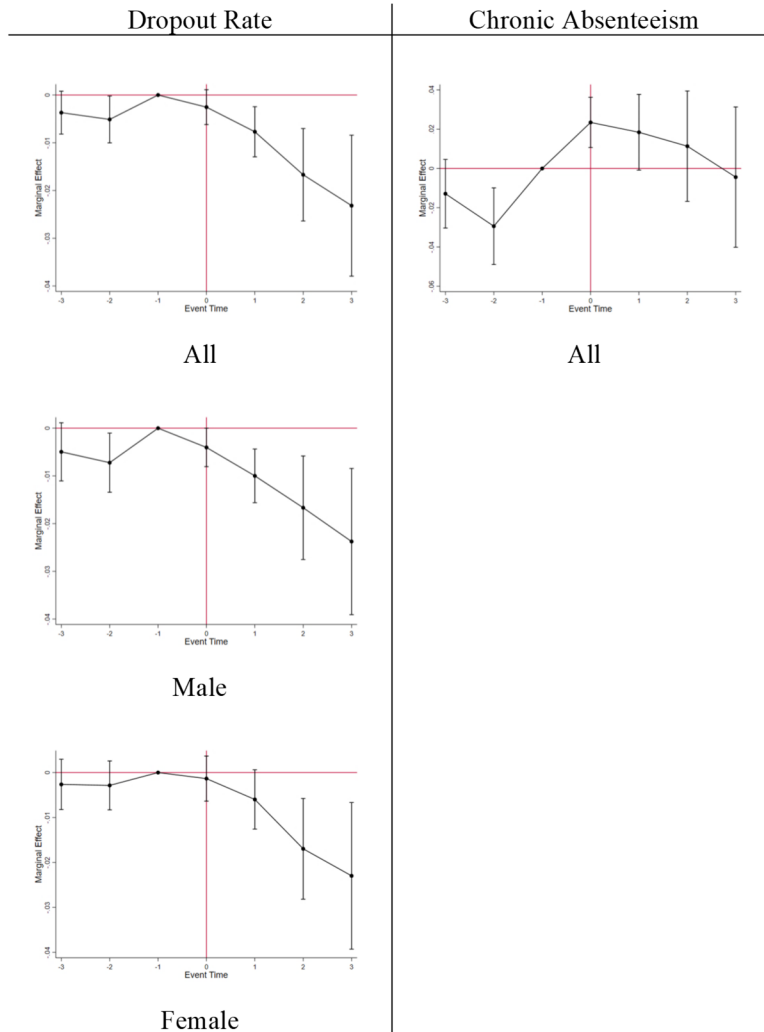 Dropout Rate
Chronic Absenteeism
Marginal Effect
0
-.01
-.02
-.03
-.04
-3 -2 -1 0 1 2 3
Event Time
All
Marginal Effect
.04
.02
0
-.02
-.04
-.06
-3 -2 -1 0 1 2 3
Event Time
All
Marginal Effect
0
-.01
-.02
-.03
-.04
-3 -2 -1 0 1 2 3
Event Time
Male
Marginal Effect
0
-.01
-.02
-.03
-.04
-3 -2 -1 0 1 2 3
Event Time
Female